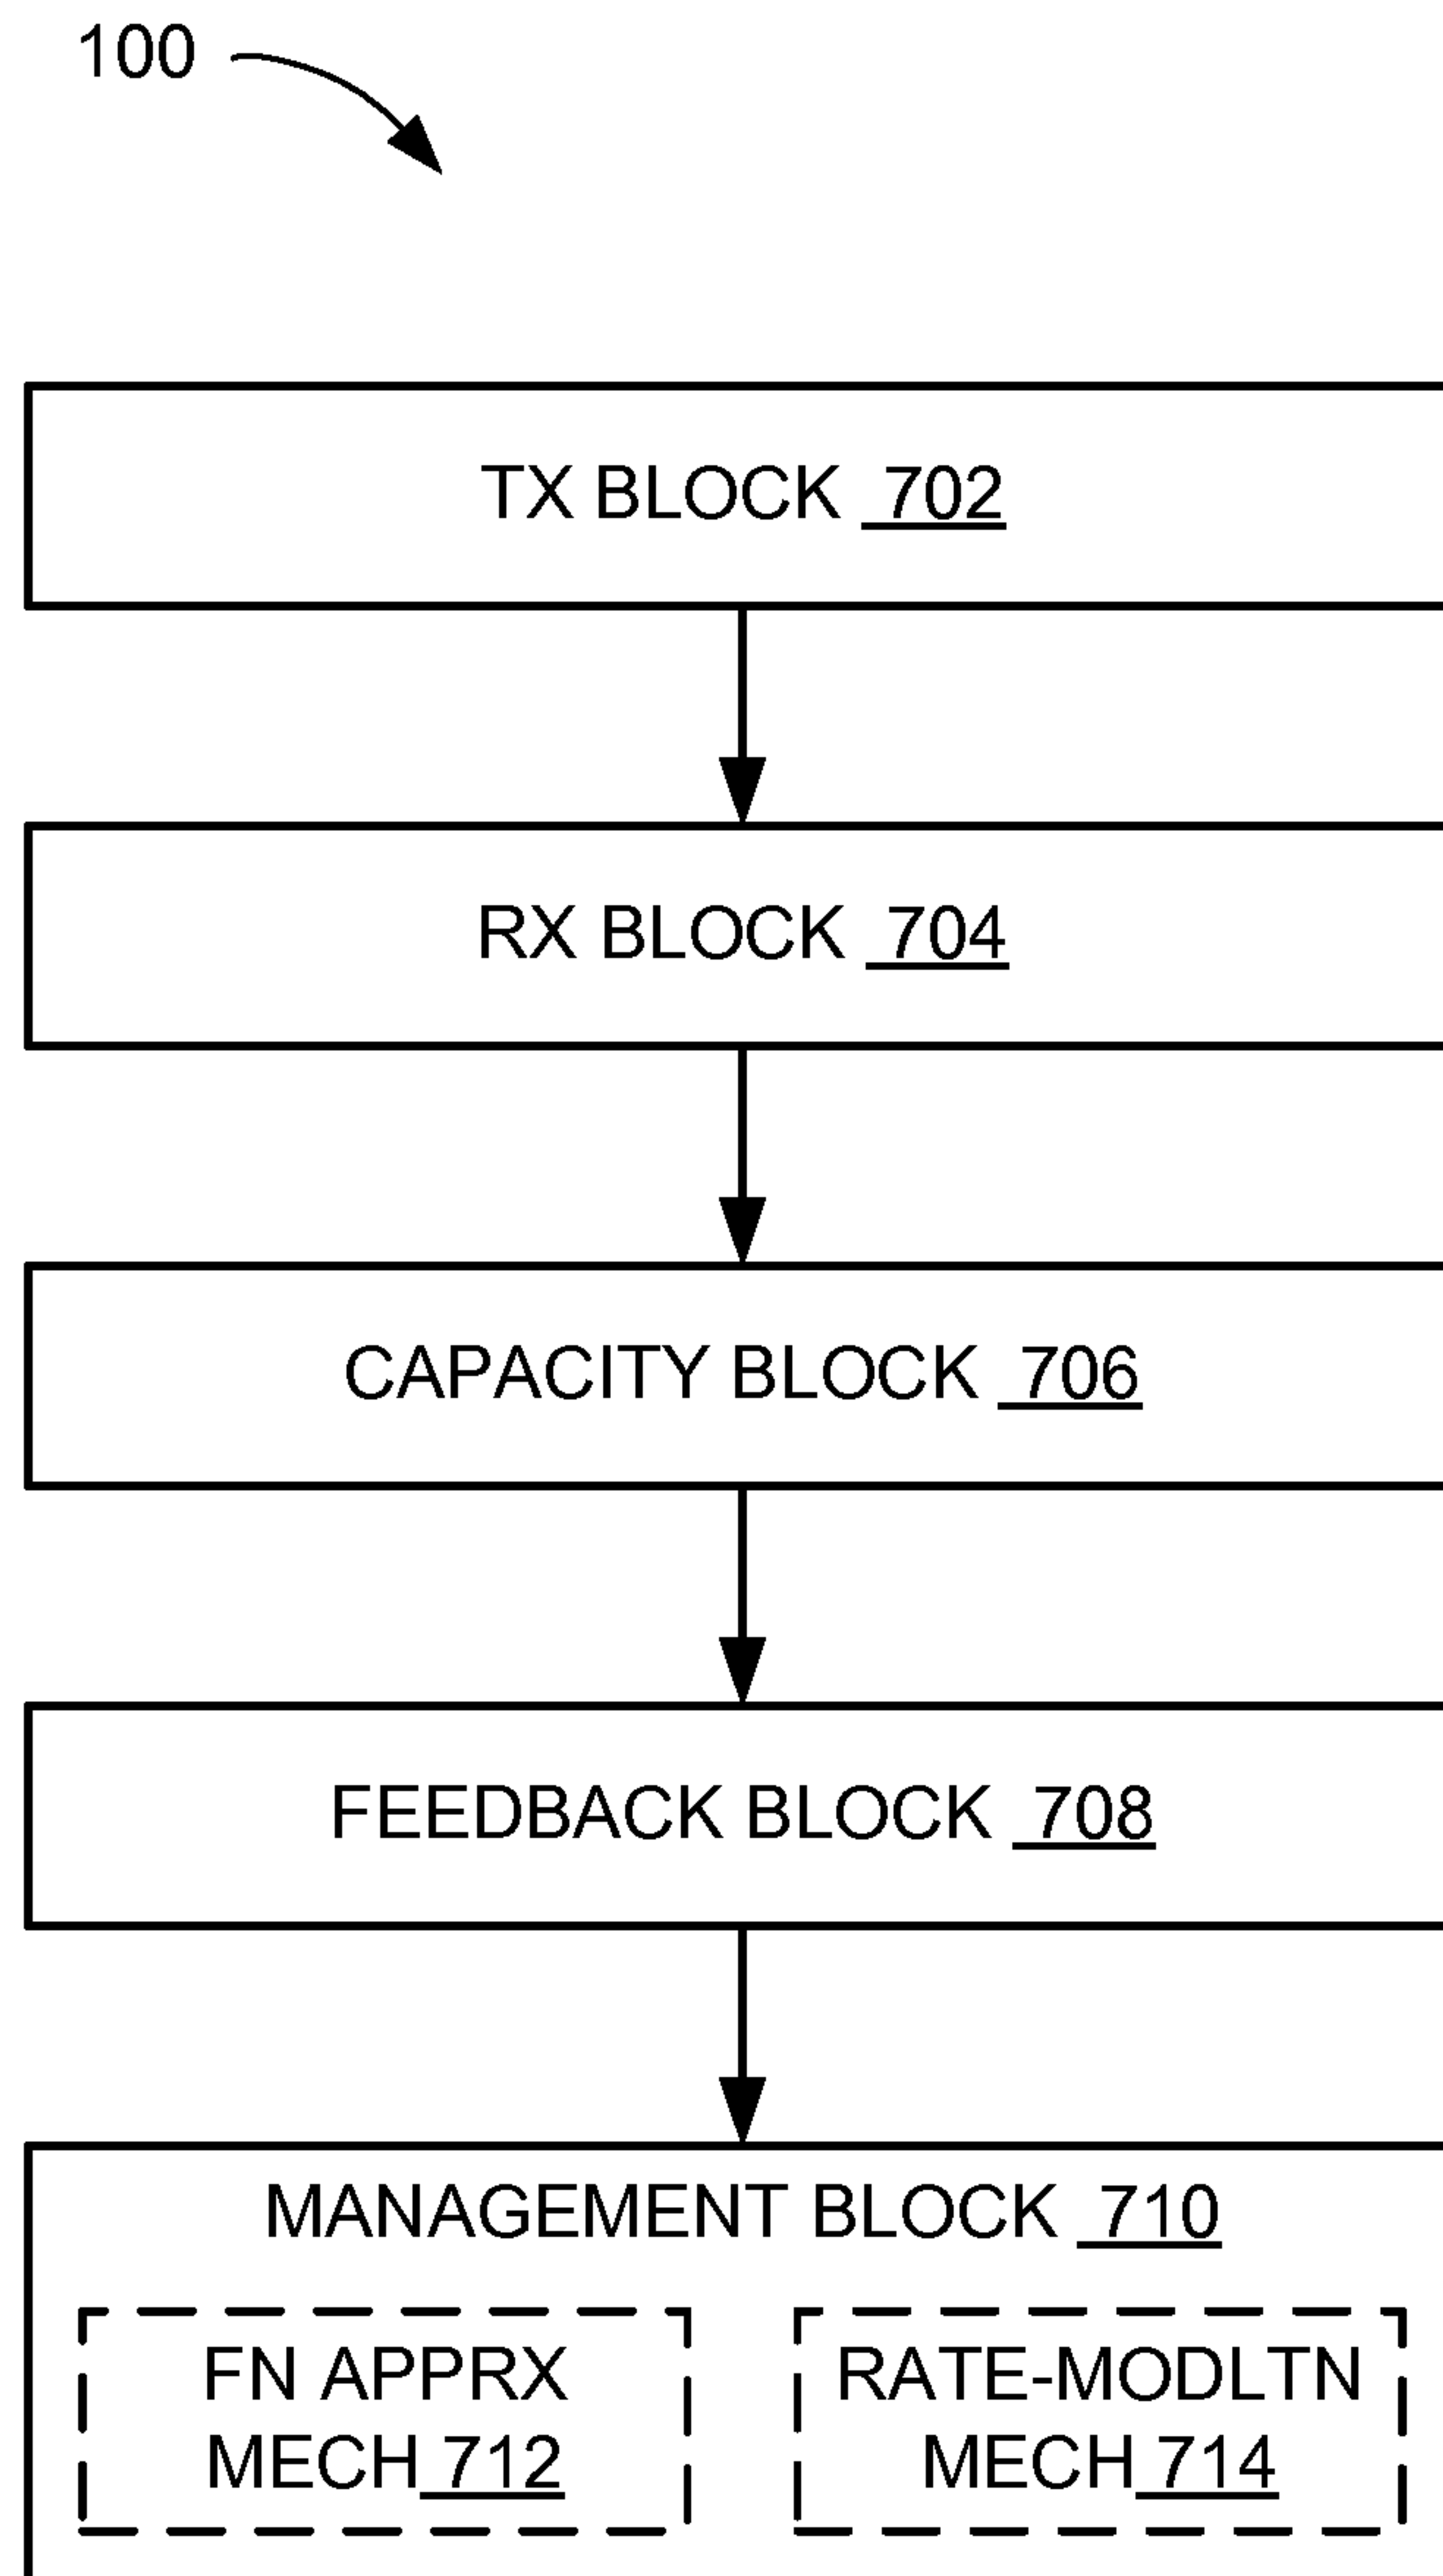 100
TX BLOCK 702
RX BLOCK 704
CAPACITY BLOCK 706
FEEDBACK BLOCK 708
MANAGEMENT BLOCK 710
FN APPRX
MECH 712
RATE-MODLTN
MECH 714